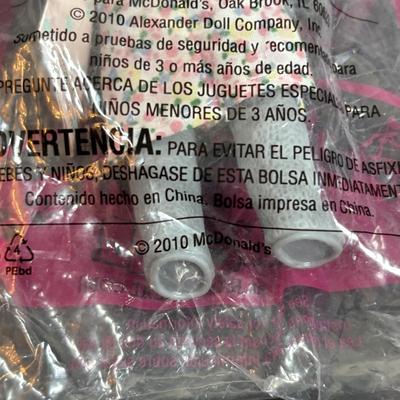 para McDonald's, Oak Brook, IL
© 2010 Alexander Doll Company, Inc.
Sometido a pruebas de seguridad y recomendado para
niños de 3 o más años de edad.
PREGUNTE ACERCA DE LOS JUGUETES ESPECIAL PARA
NIÑOS MENORES DE 3 AÑOS.
ADVERTENCIA: PARA EVITAR EL PELIGRO DE ASFIXIA
BEBES Y NIÑOS, DESHAGASE DE ESTA BOLSA INMEDIATAMENT
Contenido hecho en China. Bolsa impresa en China.
© 2010 McDonald's
4
PEbd